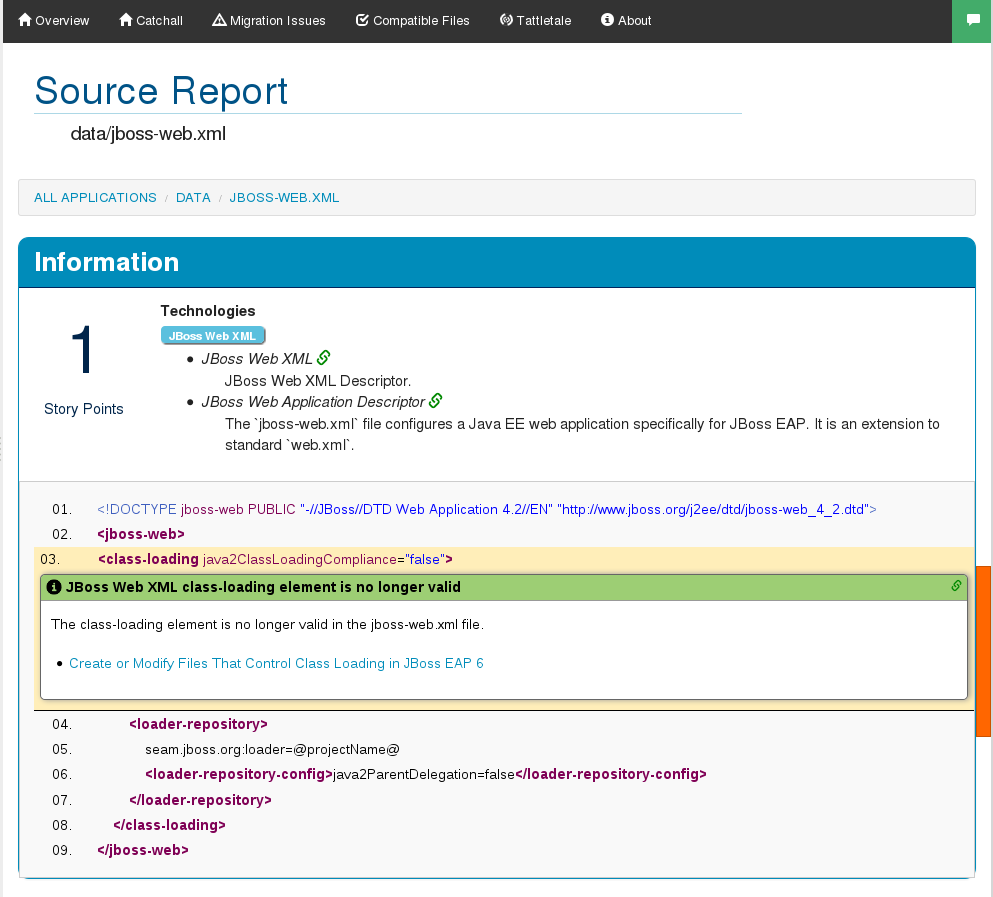 Overview Catchall Migration Issues Compatible Files Tattletale About
Source Report
data/jboss-web.xml
ALL APPLICATIONS / DATA / JBOSS-WEB.XML
Information
1
Story Points
Technologies
JBoss Web XML
• JBoss Web XML
JBoss Web XML Descriptor.
• JBoss Web Application Descriptor
The `jboss-web.xml` file configures a Java EE web application specifically for JBoss EAP. It is an extension to
standard `web.xml`.
01. <!DOCTYPE jboss-web PUBLIC "-//JBoss//DTD Web Application 4.2//EN" "http://www.jboss.org/j2ee/dtd/jboss-web_4_2.dtd">
02. <jboss-web>
03. <class-loading java2ClassLoadingCompliance="false">
JBoss Web XML class-loading element is no longer valid
The class-loading element is no longer valid in the jboss-web.xml file.
• Create or Modify Files That Control Class Loading in JBoss EAP 6
04. <loader-repository>
05. seam.jboss.org:loader=@projectName@
06. <loader-repository-config>java2ParentDelegation=false</loader-repository-config>
07. </loader-repository>
08. </class-loading>
09. </jboss-web>